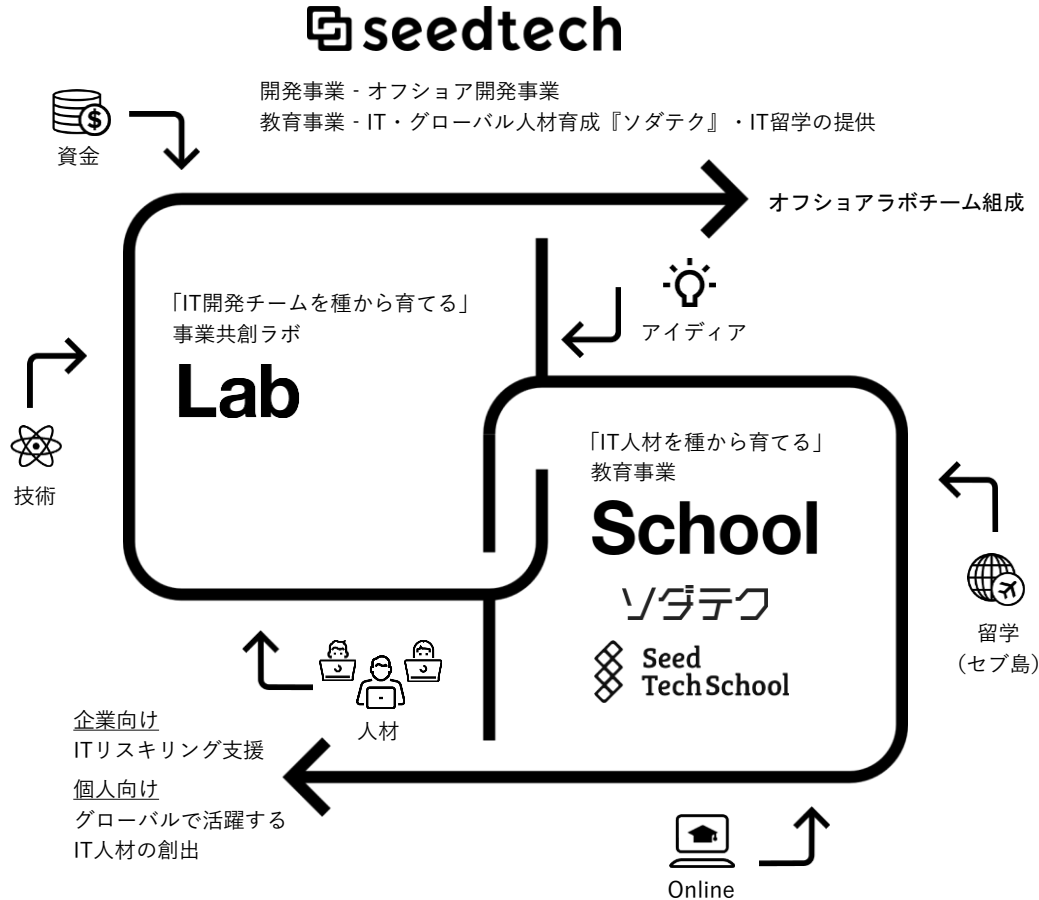 seedtech
開発事業 - オフショア開発事業
教育事業 - IT・グローバル人材育成『ソダテク』・IT留学の提供
資金
オフショアラボチーム組成
「IT開発チームを種から育てる」
事業共創ラボ
Lab
アイディア
技術
「IT人材を種から育てる」
教育事業
School
ソダテク
Seed
TechSchool
留学
（セブ島）
人材
企業向け
ITリスキリング支援
個人向け
グローバルで活躍する
IT人材の創出
Online